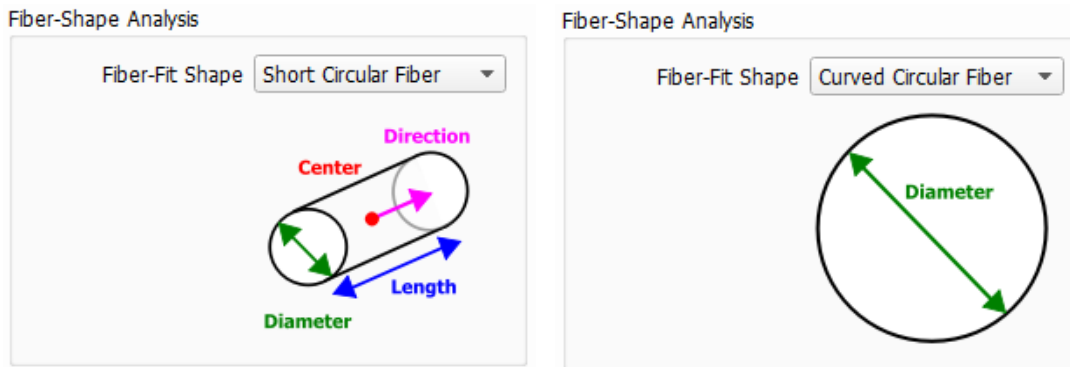 Fiber-Shape Analysis
Fiber-Fit Shape Short Circular Fiber
Direction
Center
Length
Diameter
Fiber-Shape Analysis
Fiber-Fit Shape Curved Circular Fiber
Diameter